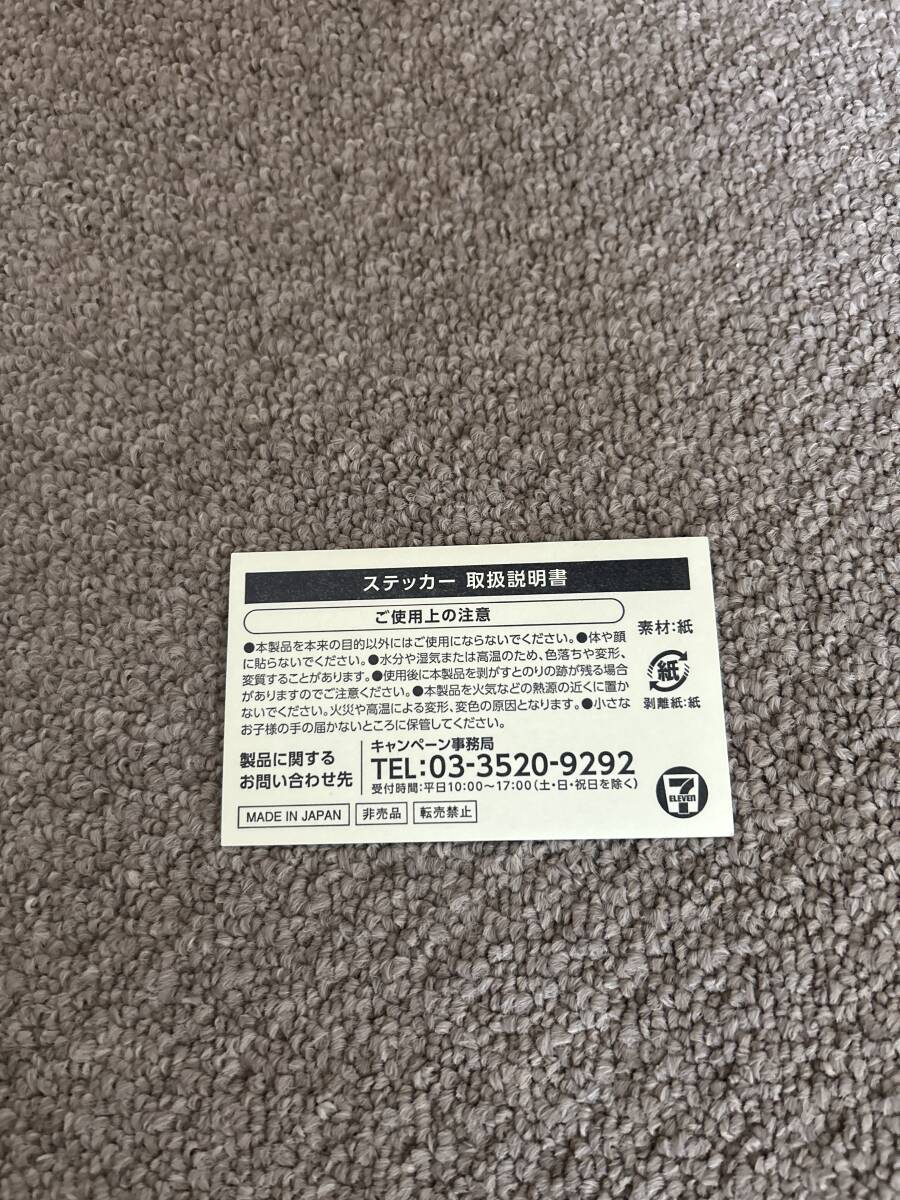 ステッカー 取扱説明書
ご使用上の注意
●本製品を本来の目的以外にはご使用にならないでください。●体や顔
に貼らないでください。●水分や湿気または高温のため、色落ちや変形、
変質することがあります。●使用後に本製品を剥がすとのりの跡が残る場合
がありますのでご注意ください。●本製品を火気などの熱源の近くに置か
ないでください。火災や高温による変形、変色の原因となります。●小さな
お子様の手の届かないところに保管してください。
素材:紙
紙
剥離紙:紙
製品に関する
お問い合わせ先
キャンペーン事務局
TEL:03-3520-9292
受付時間:平日10:00〜17:00(土・日・祝日を除く)
MADE IN JAPAN 非売品 転売禁止
7
ELEVEN